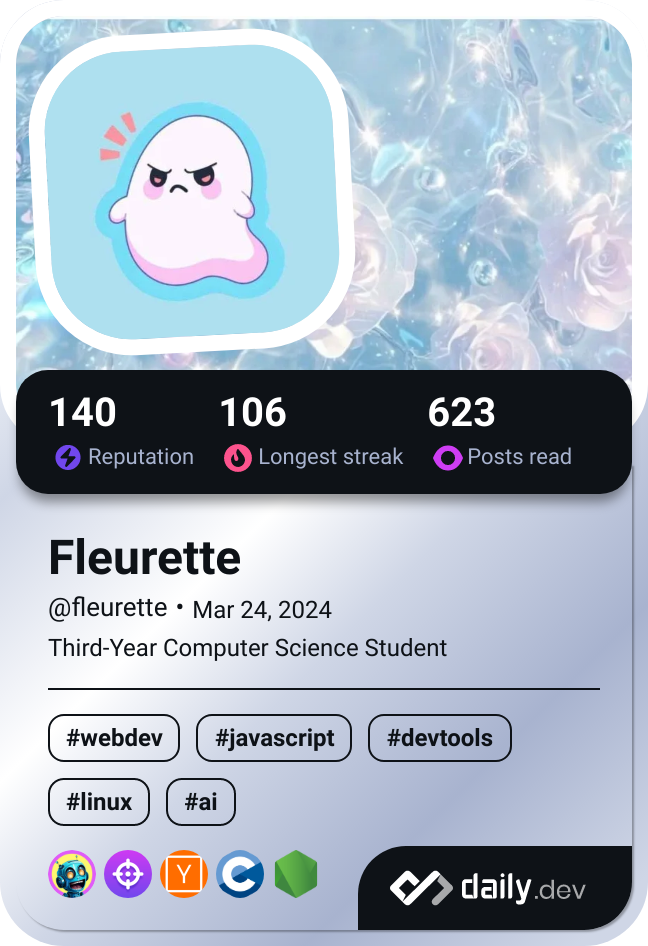 140 106 623
Reputation Longest streak Posts read
Fleurette
@fleurette • Mar 24, 2024
Third-Year Computer Science Student
#webdev #javascript #devtools
#linux #ai
Y C
daily.dev